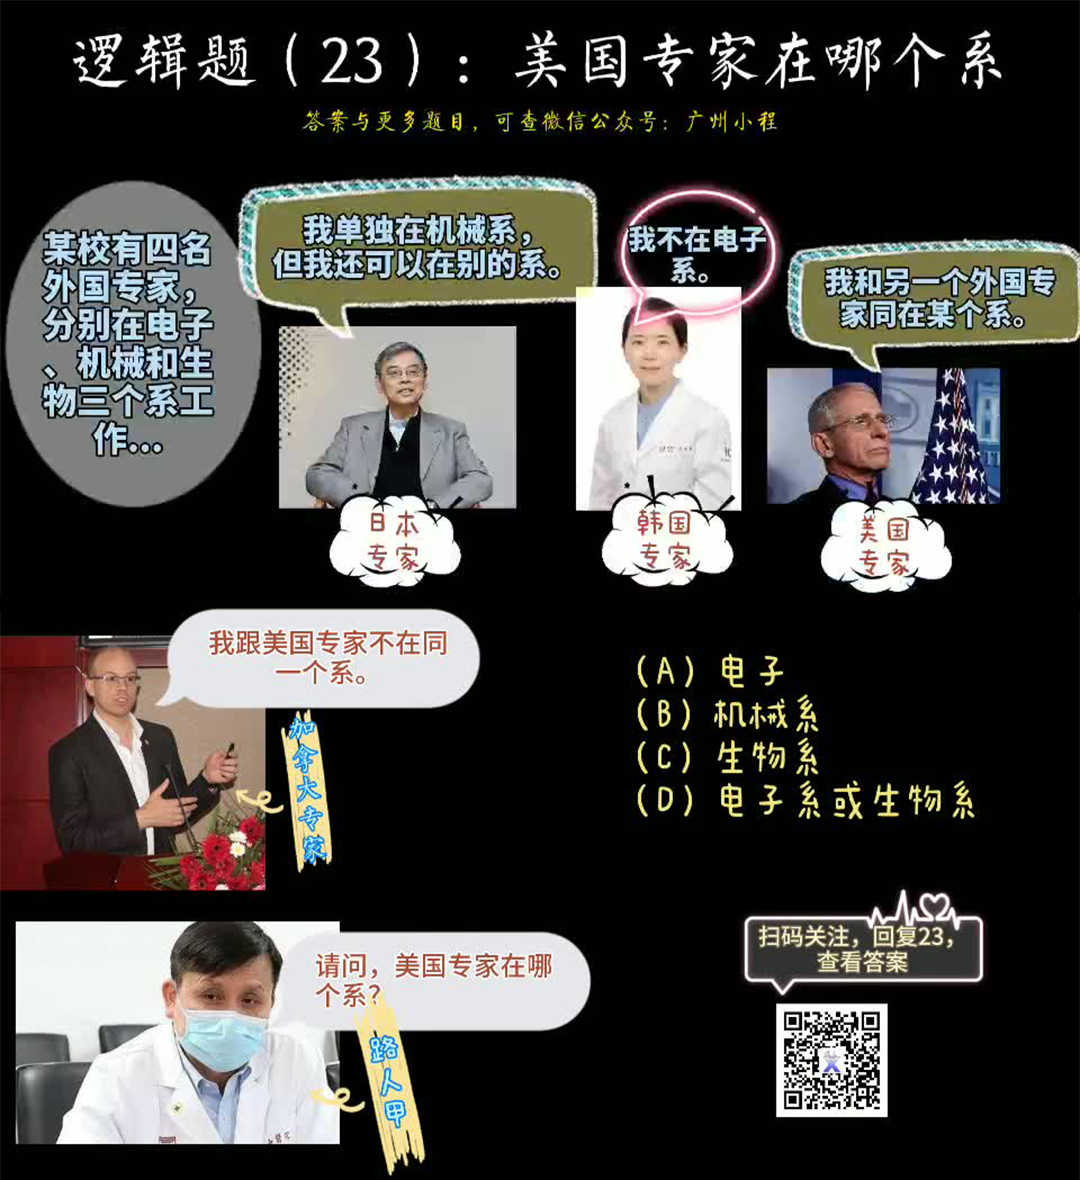 逻辑题（23）：美国专家在哪个系
答案与更多题目，可查微信公众号：广州小程
某校有四名
外国专家，
分别在电子
、机械和生
物三个系工
作...
我单独在机械系，
但我还可以在别的系。
我不在电子
系。
我和另一个外国专
家同在某个系。
日本
专家
韩国
专家
美国
专家
我跟美国专家不在同
一个系。
加拿大专家
（A）电子
（B）机械系
（C）生物系
（D）电子系或生物系
请问，美国专家在哪
个系？
路人甲
扫码关注，回复23，
查看答案